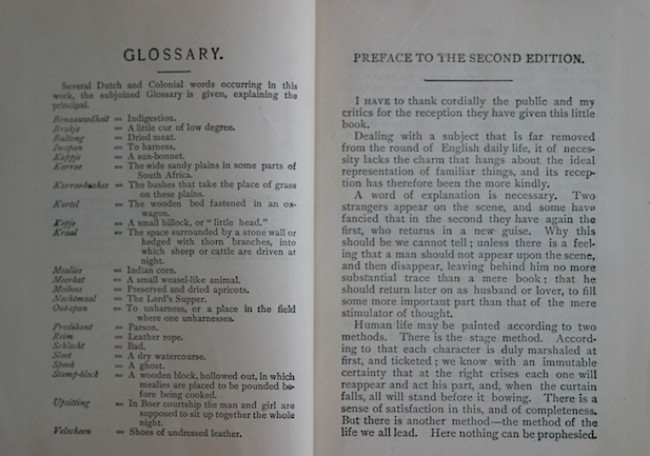 GLOSSARY.
Several Dutch and Colonial words occurring in this
work, the subjoined Glossary is given, explaining the
principal.
Benauuwdheit = Indigestion.
Brakje = A little cur of low degree.
Bultong = Dried meat.
In-span = To harness.
Kappje = A sun-bonnet.
Karroo = The wide sandy plains in some parts of
South Africa.
Karroo-bushes = The bushes that take the place of grass
on these plains.
Kartel = The wooden bed fastened in an ox-
wagon.
Kopje = A small hillock, or "little head."
Kraal = The space surrounded by a stone wall or
hedged with thorn branches, into
which sheep or cattle are driven at
night.
Mealies = Indian corn.
Meerkat = A small weasel-like animal.
Meiboss = Preserved and dried apricots.
Nachtmaal = The Lord's Supper.
Out-span = To unharness, or a place in the field
where one unharnesses.
Predikant = Parson.
Reim = Leather rope.
Schlecht = Bad.
Sloot = A dry watercourse.
Spook = A ghost.
Stamp-block = A wooden block, hollowed out, in which
mealies are placed to be pounded be-
fore being cooked.
Upsitting = In Boer courtship the man and girl are
supposed to sit up together the whole
night.
Velschoen = Shoes of undressed leather.
PREFACE TO THE SECOND EDITION.
I HAVE to thank cordially the public and my
critics for the reception they have given this little
book.
Dealing with a subject that is far removed
from the round of English daily life, it of neces-
sity lacks the charm that hangs about the ideal
representation of familiar things, and its recep-
tion has therefore been the more kindly.
A word of explanation is necessary. Two
strangers appear on the scene, and some have
fancied that in the second they have again the
first, who returns in a new guise. Why this
should be we cannot tell; unless there is a feel-
ing that a man should not appear upon the scene,
and then disappear, leaving behind him no more
substantial trace than a mere book; that he
should return later on as husband or lover, to fill
some more important part than that of the mere
stimulator of thought.
Human life may be painted according to two
methods. There is the stage method. Accord-
ing to that each character is duly marshaled at
first, and ticketed; we know with an immutable
certainty that at the right crises each one will
reappear and act his part, and, when the curtain
falls, all will stand before it bowing. There is a
sense of satisfaction in this, and of completeness.
But there is another method—the method of the
life we all lead. Here nothing can be prophesied.